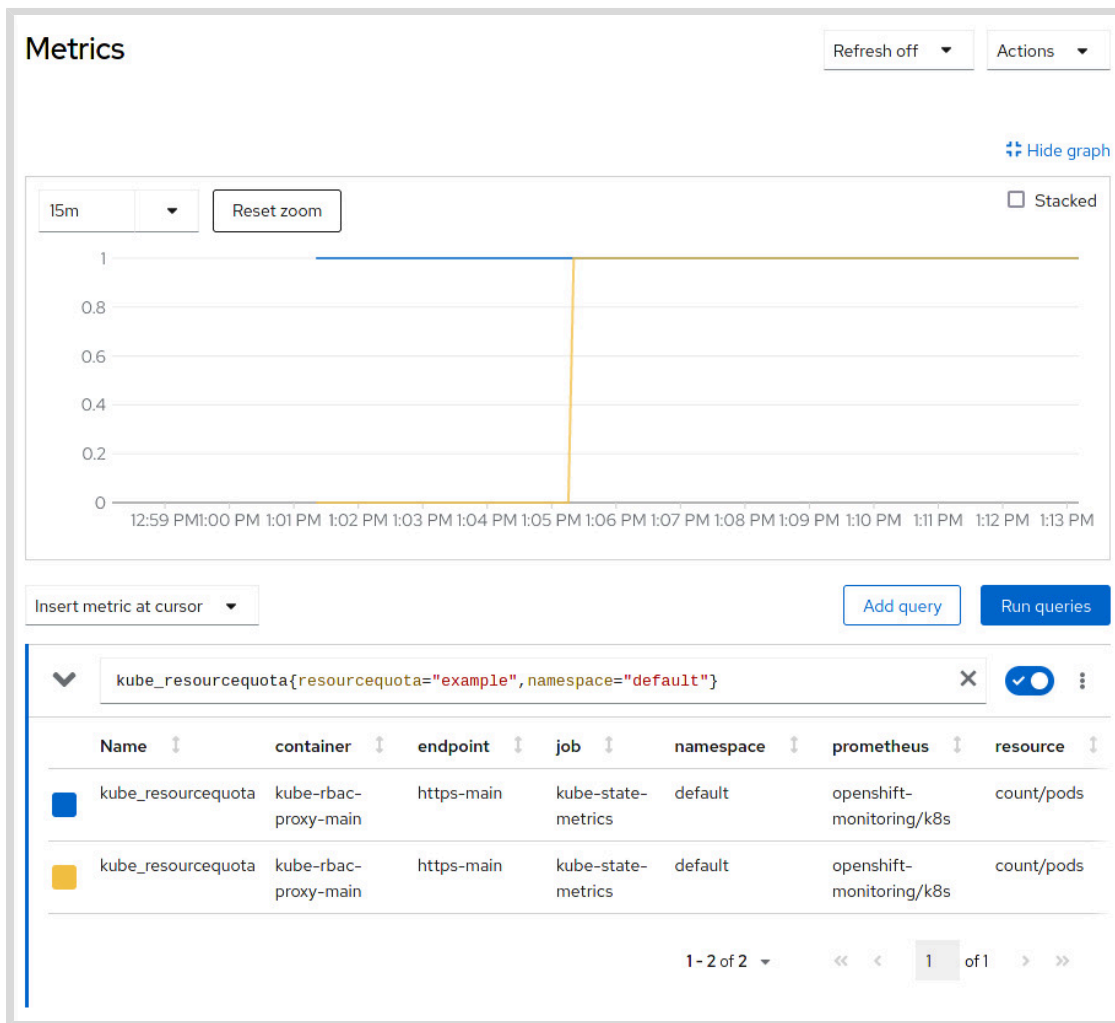 Metrics
Refresh off
Actions
Hide graph
15m
Reset zoom
Stacked
1
0.8
0.6
0.4
0.2
0
12:59 PM 1:00 PM 1:01 PM 1:02 PM 1:03 PM 1:04 PM 1:05 PM 1:06 PM 1:07 PM 1:08 PM 1:09 PM 1:10 PM 1:11 PM 1:12 PM 1:13 PM
Insert metric at cursor
Add query
Run queries
kube_resourcequota{resourcequota="example",namespace="default"}
Name container endpoint job namespace prometheus resource
kube_resourcequota kube-rbac- https-main kube-state- default openshift- count/pods
proxy-main metrics monitoring/k8s
kube_resourcequota kube-rbac- https-main kube-state- default openshift- count/pods
proxy-main metrics monitoring/k8s
1 - 2 of 2
1 of 1